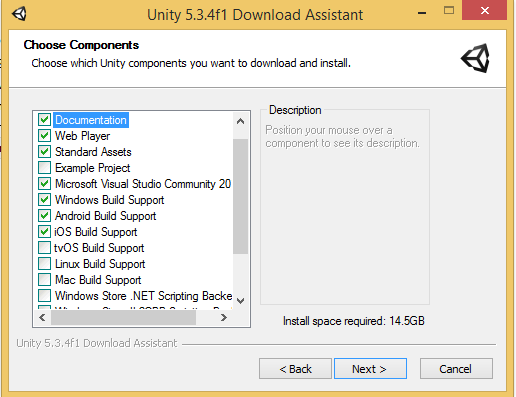 Unity 5.3.4f1 Download Assistant
Choose Components
Choose which Unity components you want to download and install.
Documentation
Web Player
Standard Assets
Example Project
Microsoft Visual Studio Community 20
Windows Build Support
Android Build Support
iOS Build Support
tvOS Build Support
Linux Build Support
Mac Build Support
Windows Store .NET Scripting Backe
Description
Position your mouse over a
component to see its description.
Install space required: 14.5GB
Unity 5.3.4f1 Download Assistant
< Back
Next >
Cancel